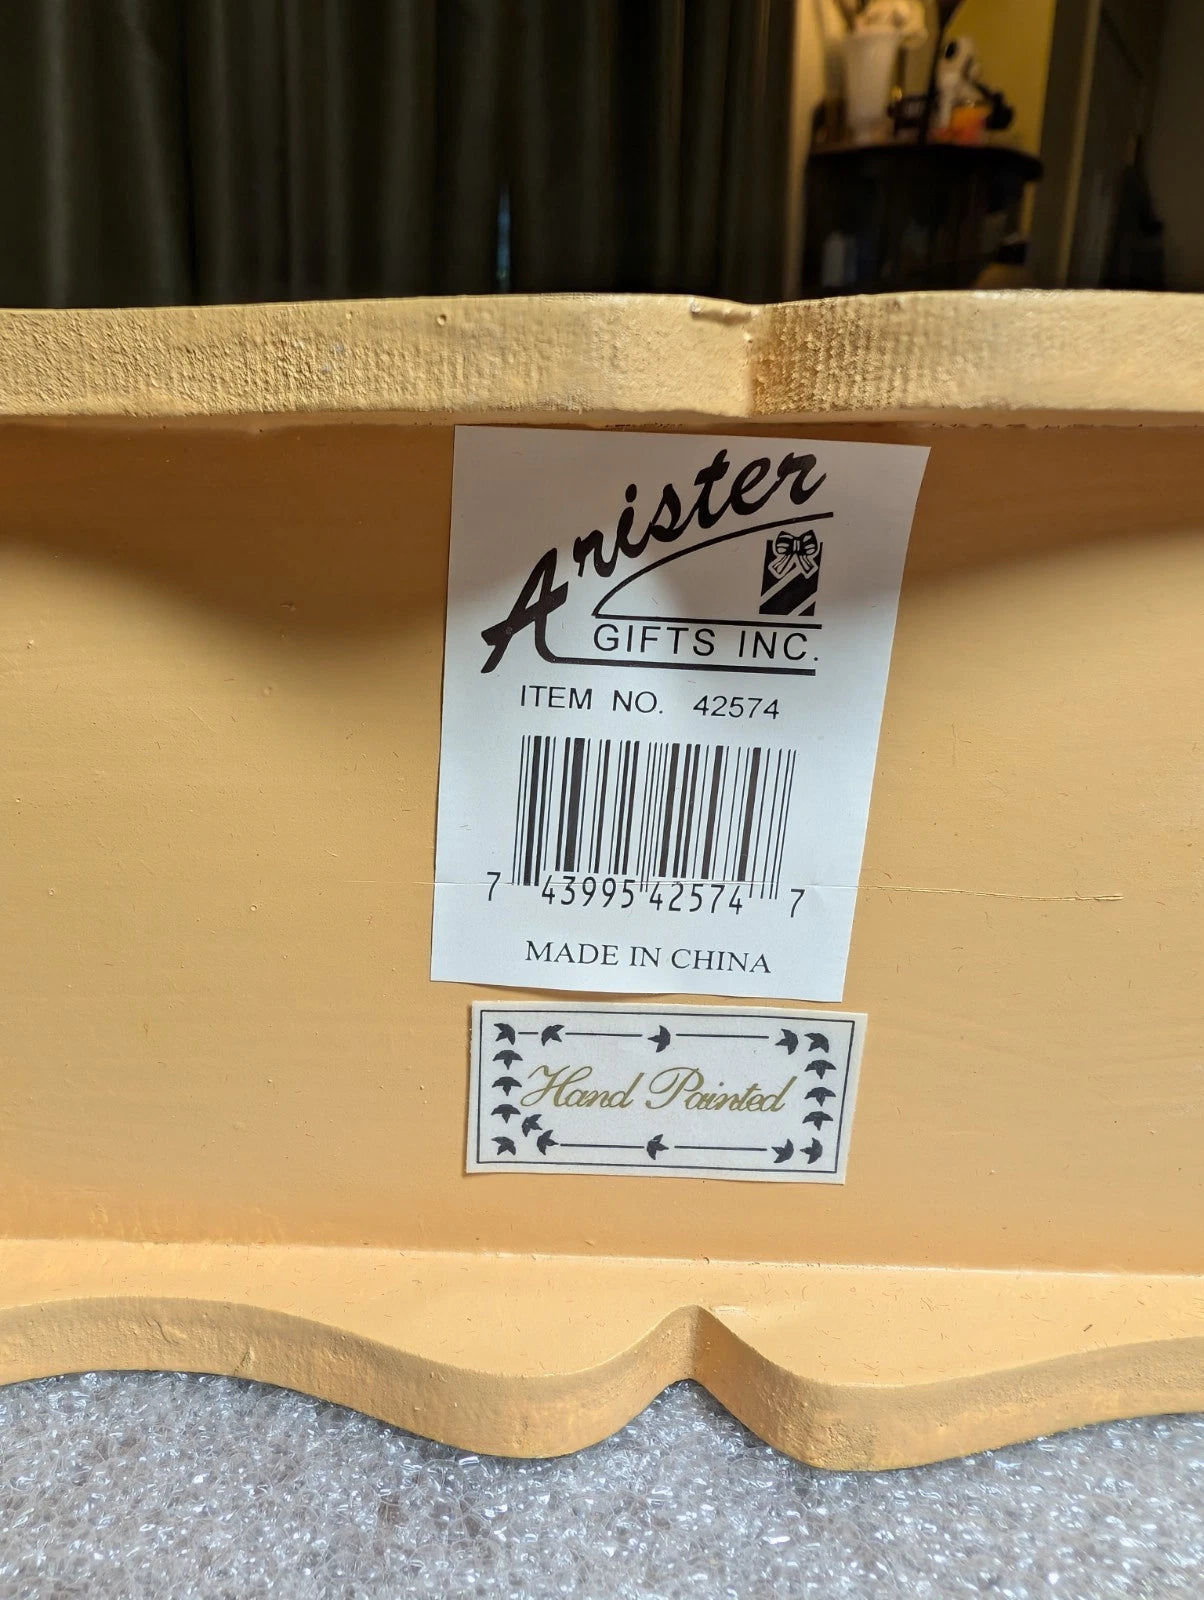 Arister
GIFTS INC.
ITEM NO. 42574
7 43995 42574 7
MADE IN CHINA
Hand Painted